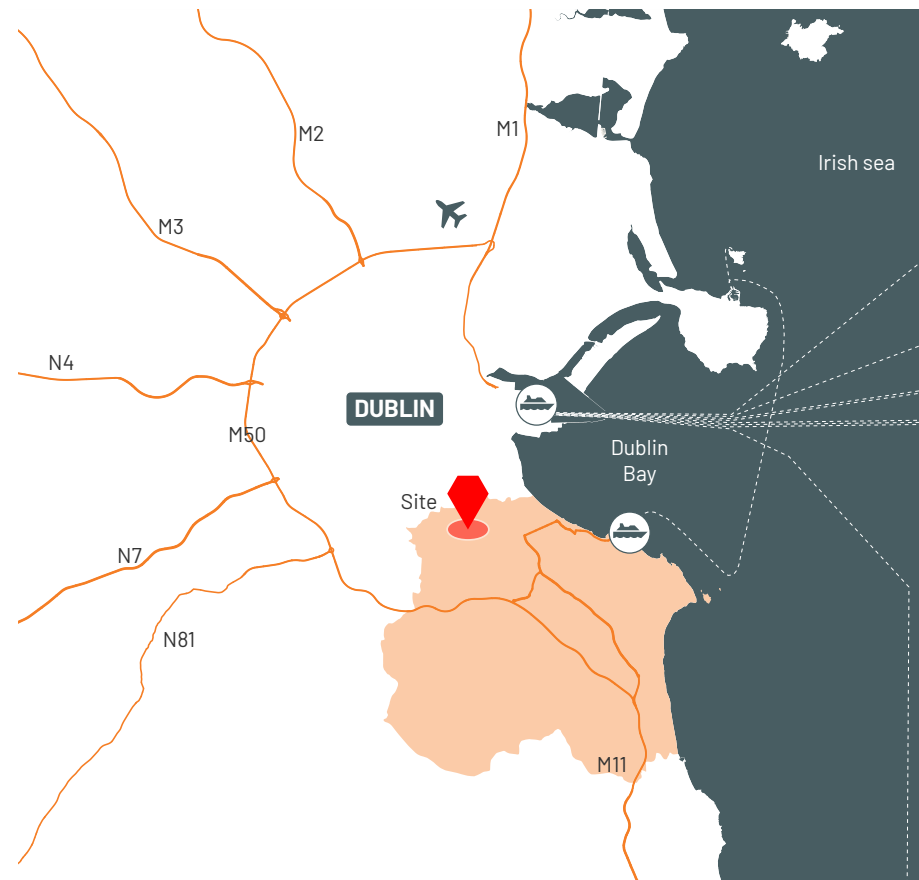 M2
M1
Irish sea
M3
N4
DUBLIN
M50
Dublin
Bay
Site
N7
N81
M11